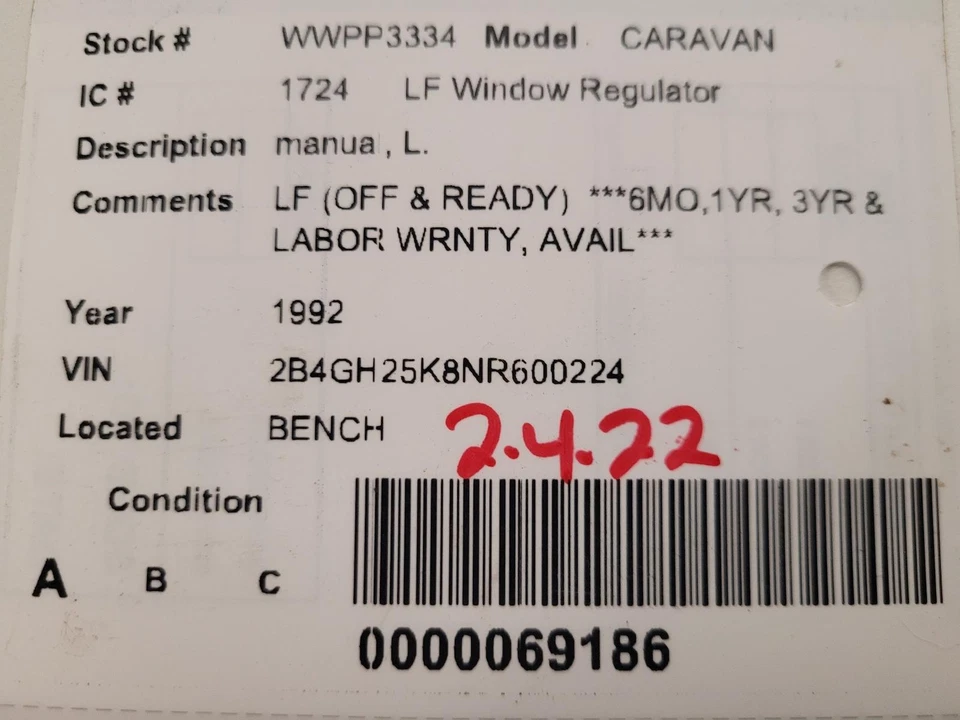 Stock # WWPP3334 Model CARAVAN
IC # 1724 LF Window Regulator
Description manual, L.
Comments LF (OFF & READY) ***6MO,1YR, 3YR &
LABOR WRNTY, AVAIL***
Year 1992
VIN 2B4GH25K8NR600224
Located BENCH 2.4.22
Condition
A B C
0000069186